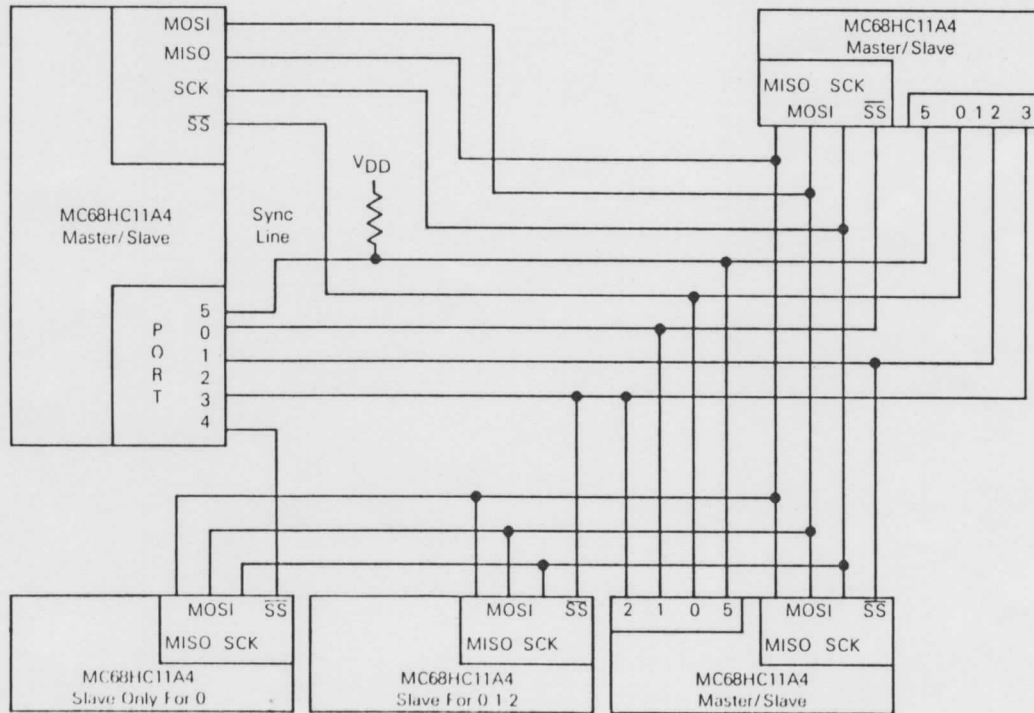 MOSI
MISO
SCK
SS
MC68HC11A4
Master/Slave
Sync
Line
VDD
PORT
5
0
1
2
3
4
MC68HC11A4
Master/Slave
MISO SCK
MOSI SS
5 0 1 2 3
MOSI SS
MISO SCK
MC68HC11A4
Slave Only For 0
MOSI SS
MISO SCK
MC68HC11A4
Slave For 0 1 2
2 1 0 5
MOSI SS
MISO SCK
MC68HC11A4
Master/Slave